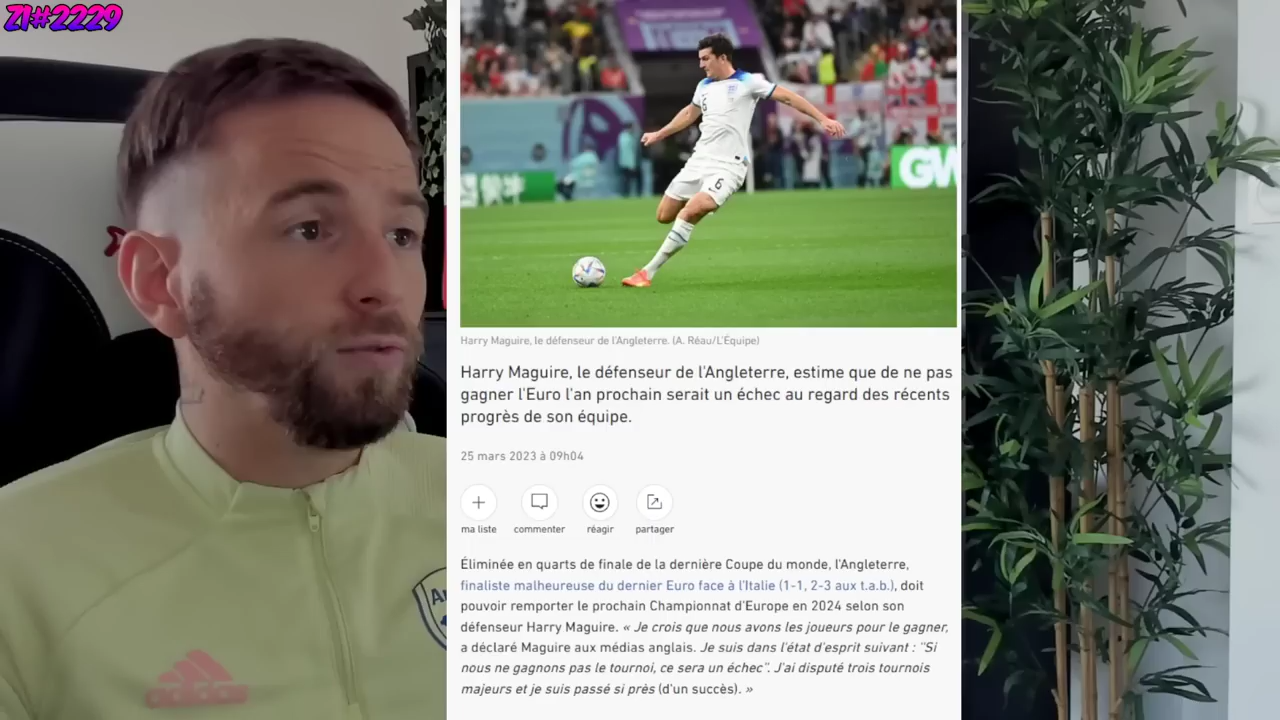 ZI#2229
6
6
GW
Harry Maguire, le défenseur de l'Angleterre. (A. Réau/L'Équipe)
Harry Maguire, le défenseur de l'Angleterre, estime que de ne pas
gagner l'Euro l'an prochain serait un échec au regard des récents
progrès de son équipe.
25 mars 2023 à 09h04
ma liste
commenter
réagir
partager
Éliminée en quarts de finale de la dernière Coupe du monde, l'Angleterre,
finaliste malheureuse du dernier Euro face à l'Italie (1-1, 2-3 aux t.a.b.), doit
pouvoir remporter le prochain Championnat d'Europe en 2024 selon son
défenseur Harry Maguire. « Je crois que nous avons les joueurs pour le gagner,
a déclaré Maguire aux médias anglais. Je suis dans l'état d'esprit suivant : "Si
nous ne gagnons pas le tournoi, ce sera un échec". J'ai disputé trois tournois
majeurs et je suis passé si près (d'un succès). »
adidas